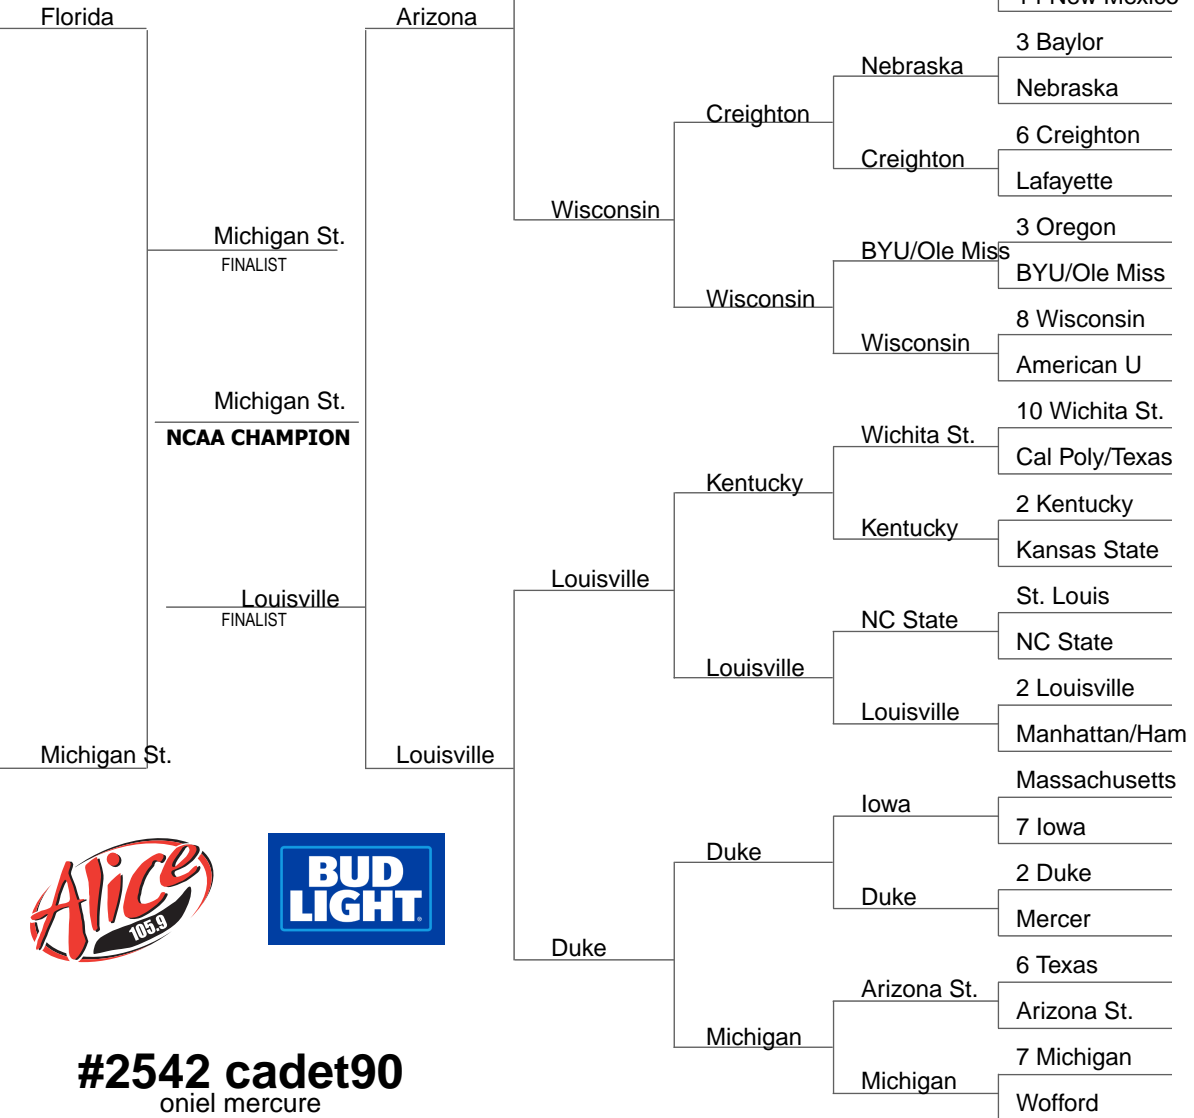 Florida
Michigan St.
FINALIST
Michigan St.
NCAA CHAMPION
Louisville
FINALIST
Michigan St.
Arizona
Louisville
Wisconsin
Louisville
Duke
Creighton
Wisconsin
Kentucky
Louisville
Duke
Michigan
Nebraska
Creighton
BYU/Ole Miss
Wisconsin
Wichita St.
Kentucky
NC State
Louisville
Iowa
Duke
Arizona St.
Michigan
3 Baylor
Nebraska
6 Creighton
Lafayette
3 Oregon
BYU/Ole Miss
8 Wisconsin
American U
10 Wichita St.
Cal Poly/Texas
2 Kentucky
Kansas State
St. Louis
NC State
2 Louisville
Manhattan/Ham
Massachusetts
7 Iowa
2 Duke
Mercer
6 Texas
Arizona St.
7 Michigan
Wofford
Alice
105.9
BUD
LIGHT
#2542 cadet90
oniel mercure